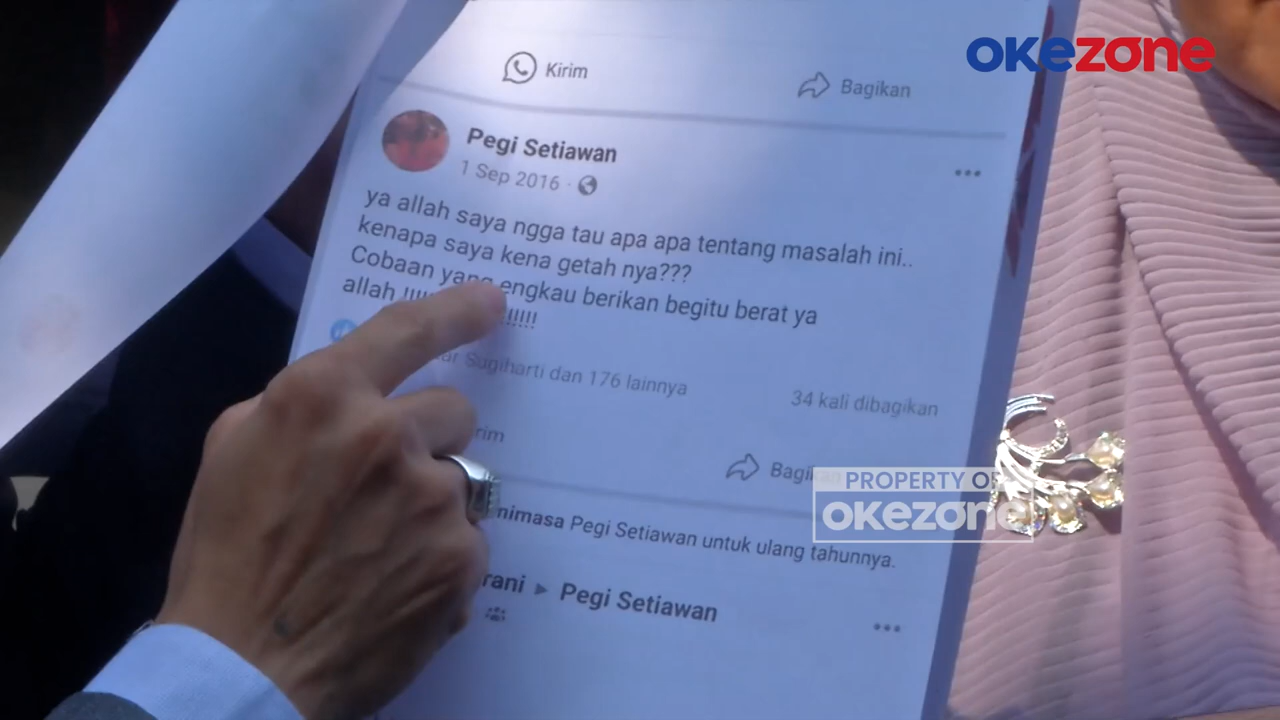 okezone
Kirim
Bagikan
Pegi Setiawan
1 Sep 2016
ya allah saya ngga tau apa apa tentang masalah ini..
kenapa saya kena getah nya???
Cobaan yang engkau berikan begitu berat ya
allah !!!!!!!!!
Sugiharti dan 176 lainnya
34 kali dibagikan
PROPERTY OF
okezone
Pegi Setiawan untuk ulang tahunnya.
Pegi Setiawan